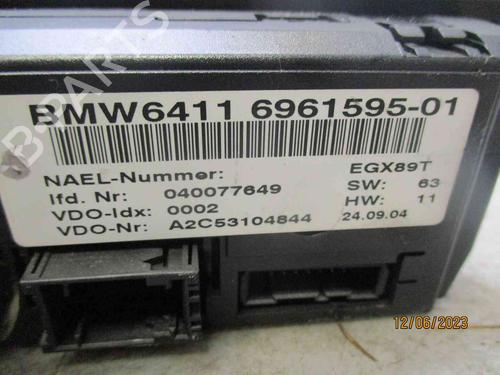 B-PARTS
BMW6411 6961595-01
NAEL-Nummer: EGX89T
lfd. Nr: 040077649 SW: 63
VDO-Idx: 0002 HW: 11
VDO-Nr: A2C53104844 24.09.04
12/06/2023